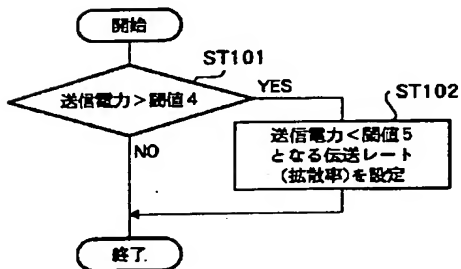 開始
ST101
送信電力＞閾値4
YES
ST102
送信電力＜閾値5
となる伝送レート
(拡散率)を設定
NO
終了